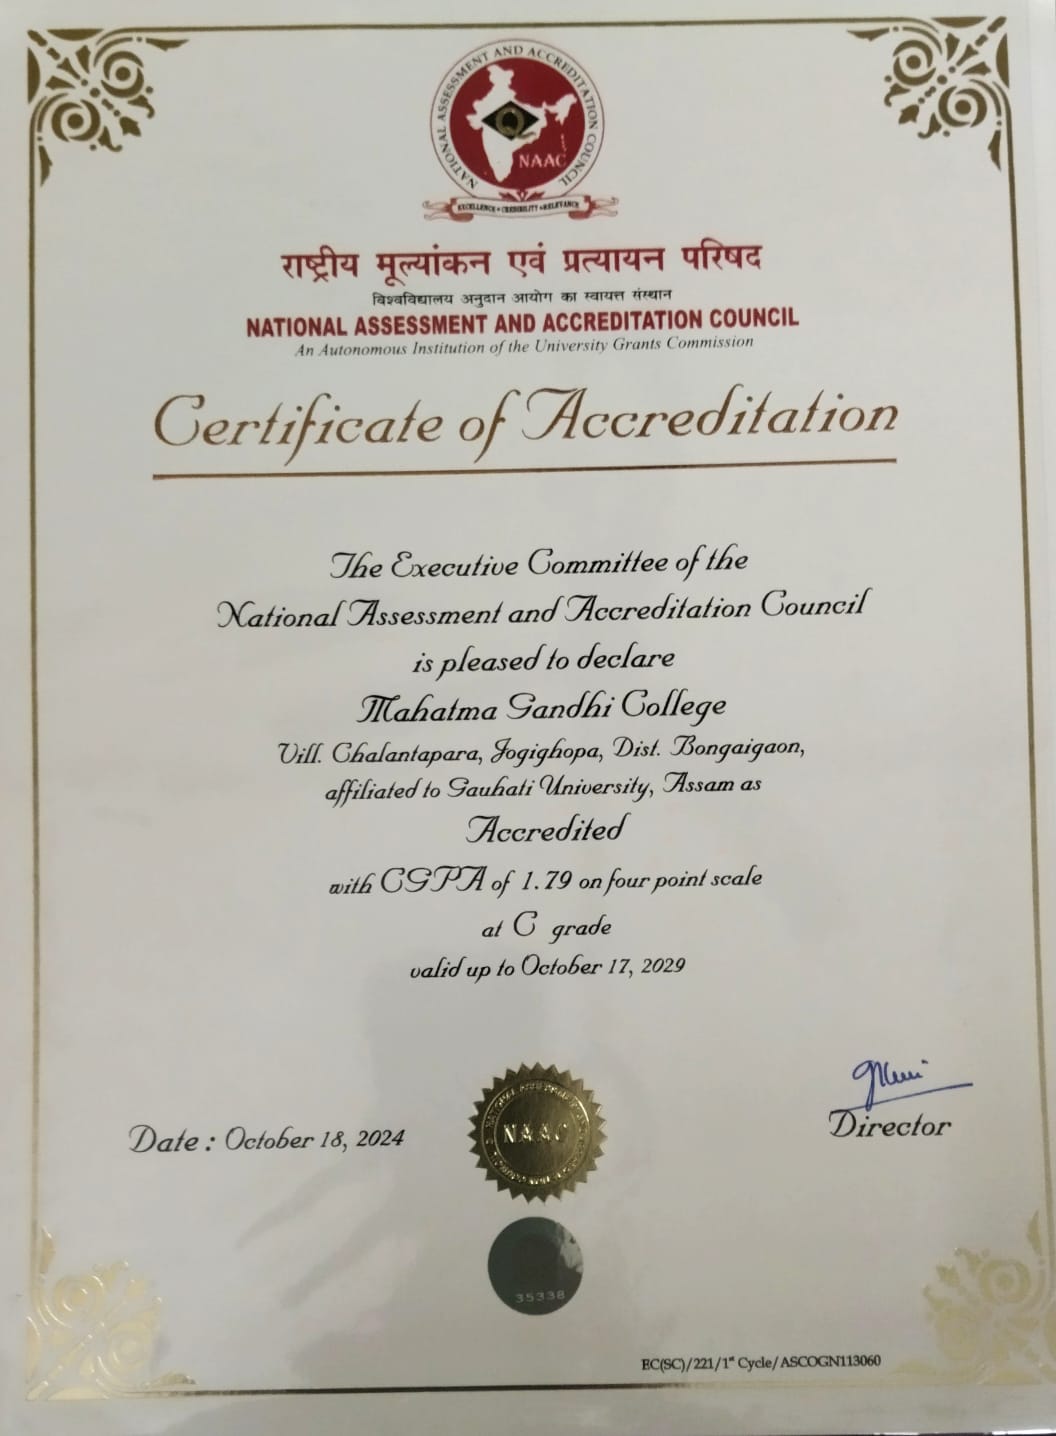 NATIONAL ASSESSMENT AND ACCREDITATION COUNCIL
Q
NAAC
EXCELLENCE • CREDIBILITY • RELEVANCE
राष्ट्रीय मूल्यांकन एवं प्रत्यायन परिषद
विश्वविद्यालय अनुदान आयोग का स्वायत्त संस्थान
NATIONAL ASSESSMENT AND ACCREDITATION COUNCIL
An Autonomous Institution of the University Grants Commission
Certificate of Accreditation
The Executive Committee of the
National Assessment and Accreditation Council
is pleased to declare
Mahatma Gandhi College
Vill. Chalantapara, Jogighopa, Dist. Bongaigaon,
affiliated to Gauhati University, Assam as
Accredited
with CGPA of 1.79 on four point scale
at C grade
valid up to October 17, 2029
Date : October 18, 2024
NAAC
Director
35338
EC(SC)/221/1st Cycle/ASCOGN113060